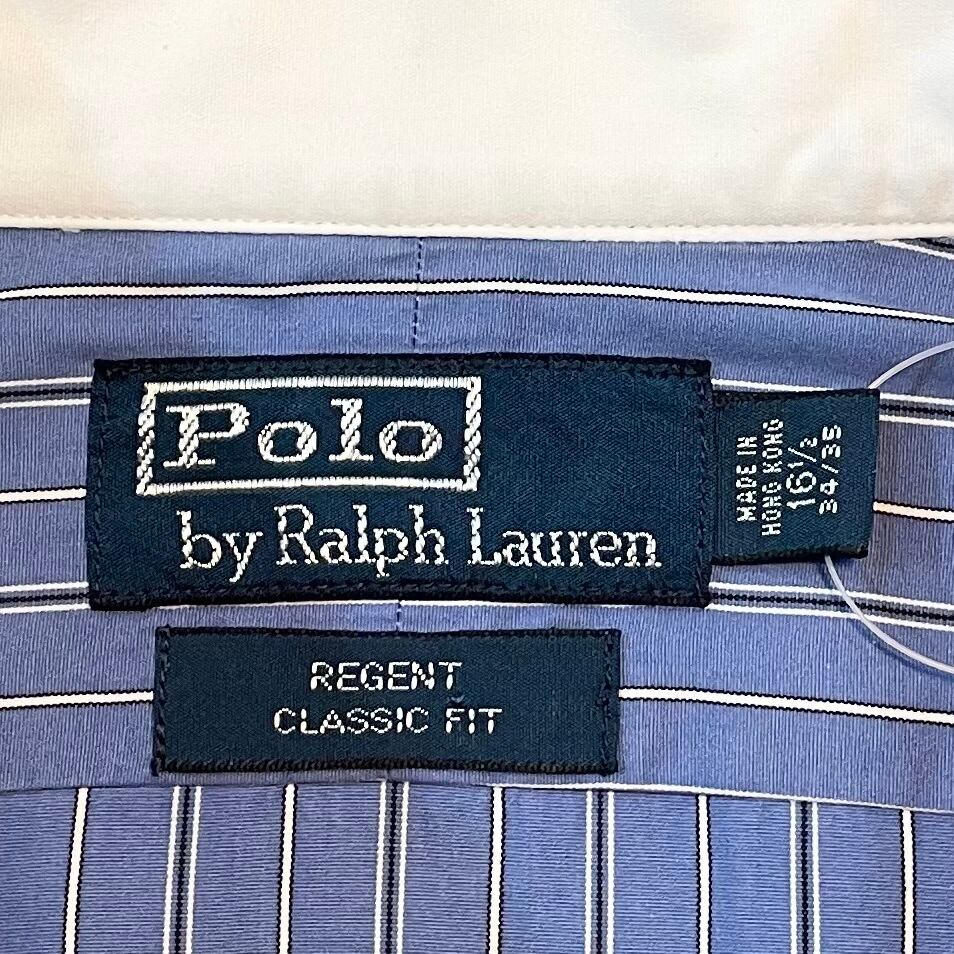 Polo
by Ralph Lauren
MADE IN
HONG KONG
16½
34/35
REGENT
CLASSIC FIT